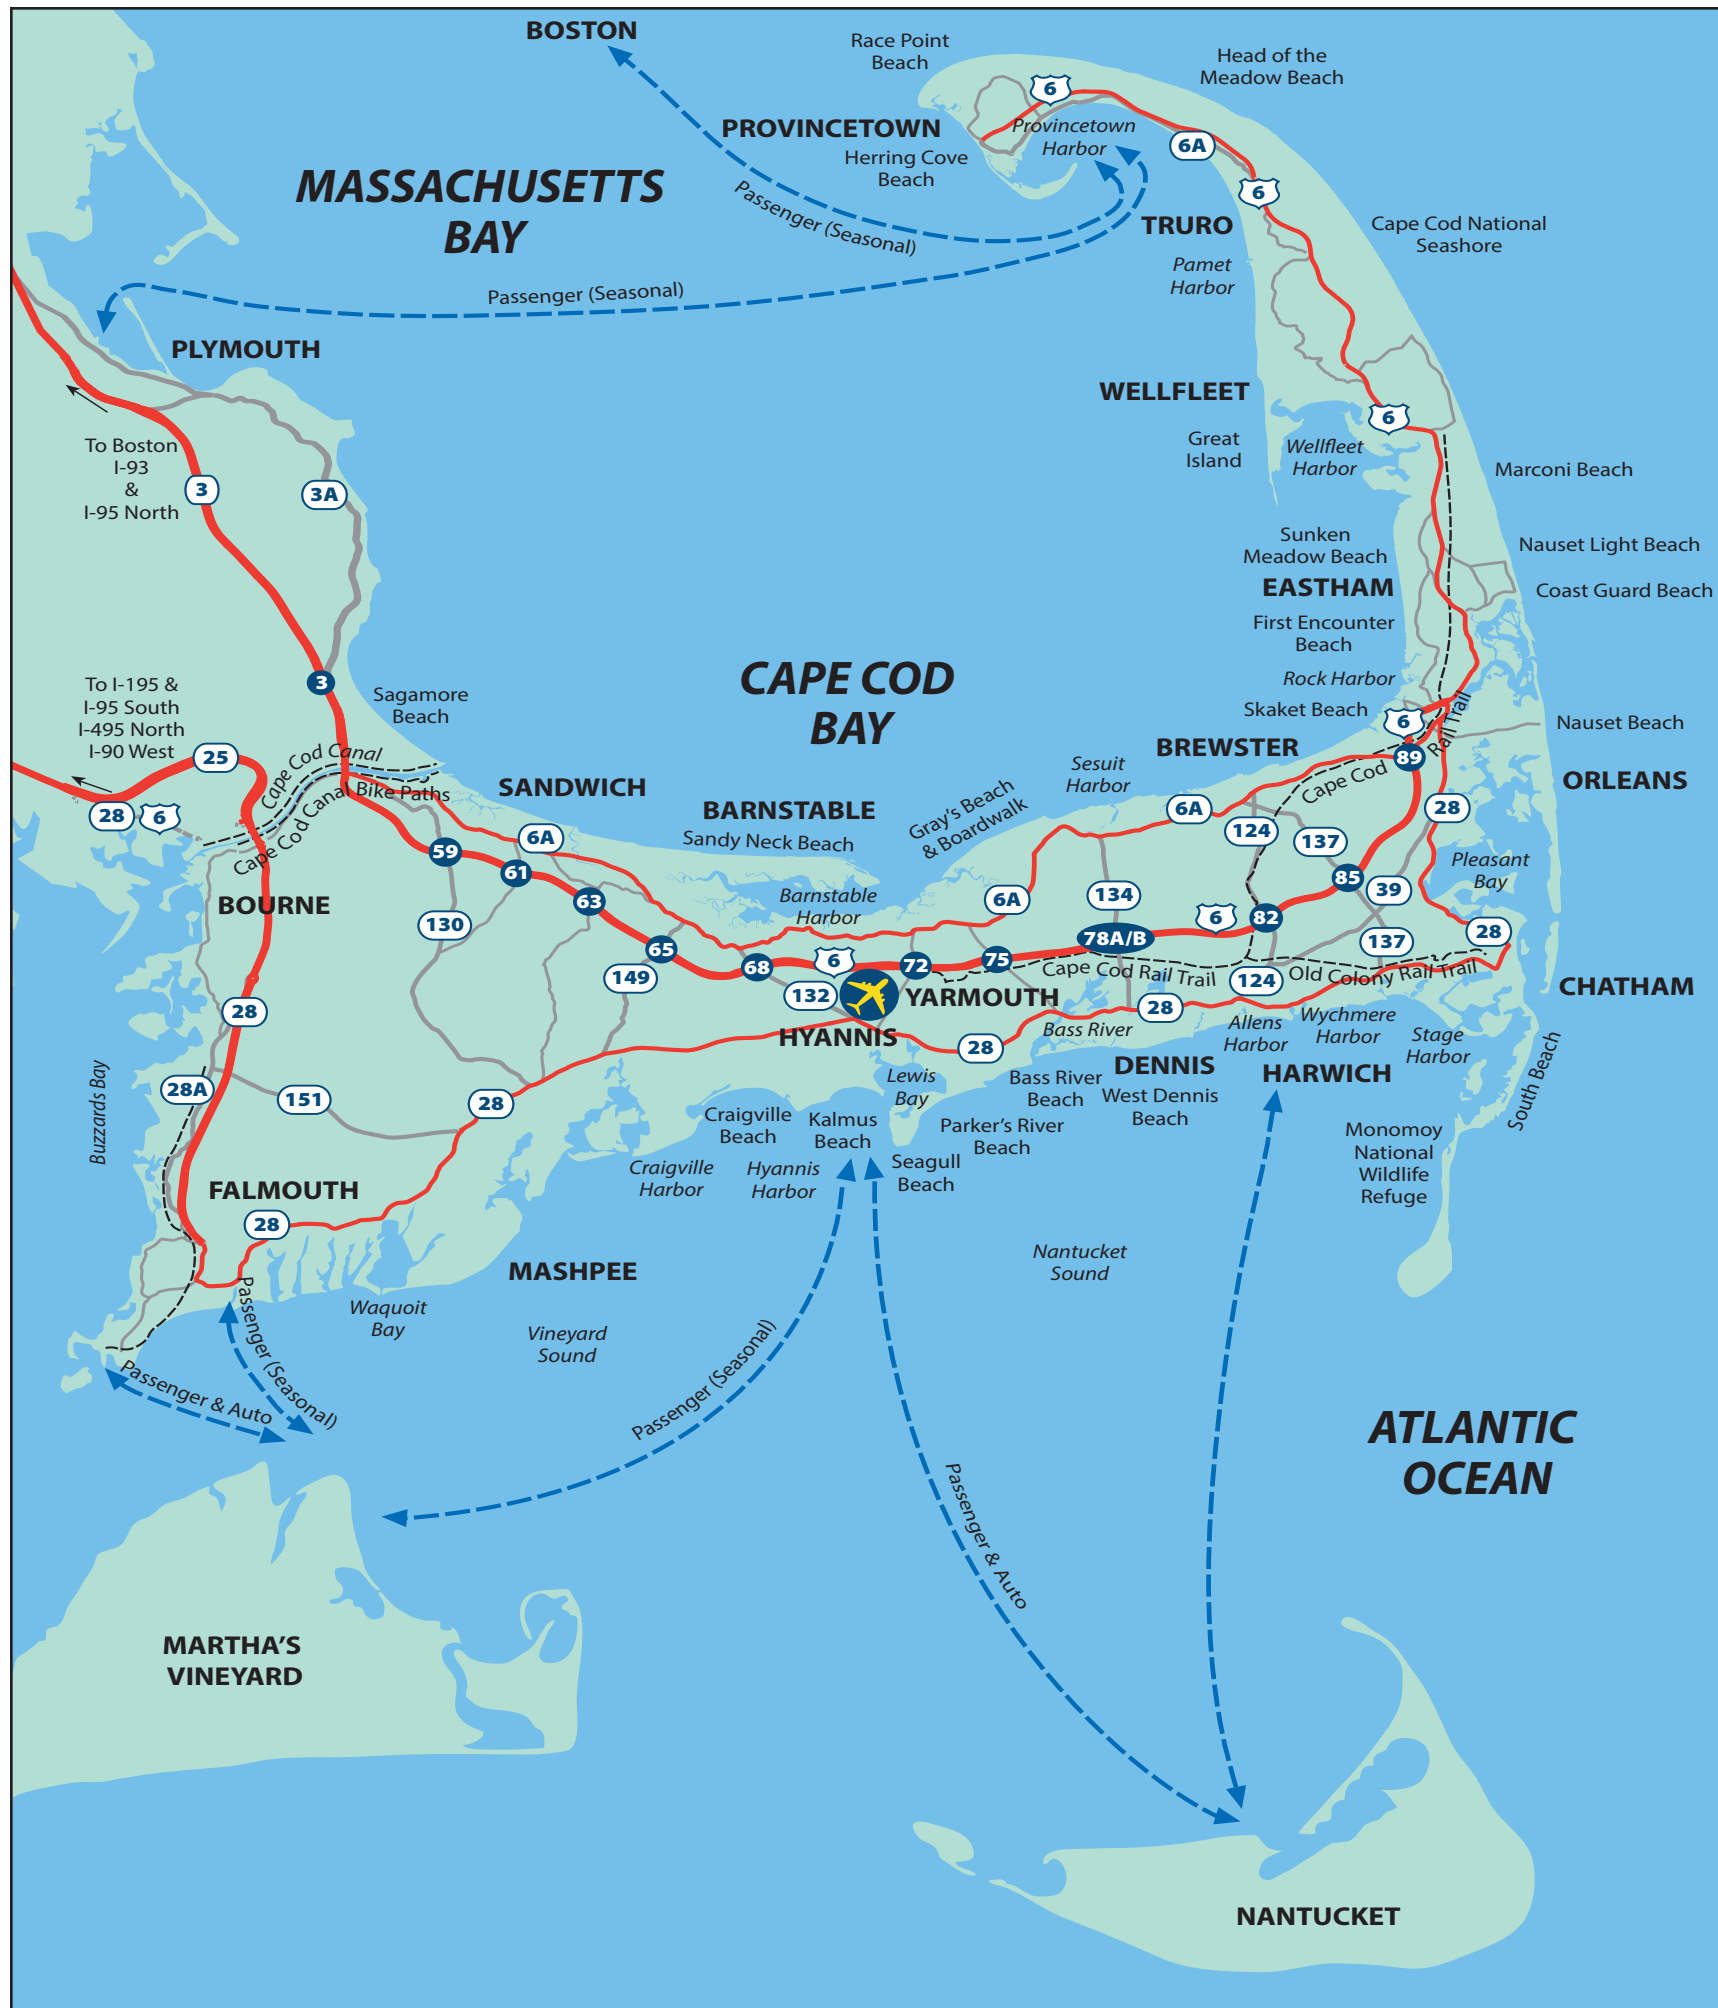 BOSTON
Race Point
Beach
Head of the
Meadow Beach
6
PROVINCETOWN
Provincetown
Harbor
6A
Herring Cove
Beach
MASSACHUSETTS
BAY
Passenger (Seasonal)
6
TRURO
Cape Cod National
Seashore
Pamet
Harbor
Passenger (Seasonal)
PLYMOUTH
WELLFLEET
6
To Boston
I-93
&
I-95 North
3
3A
Great
Island
Wellfleet
Harbor
Marconi Beach
Sunken
Meadow Beach
Nauset Light Beach
EASTHAM
Coast Guard Beach
First Encounter
Beach
CAPE COD
BAY
Rock Harbor
3
To I-195 &
I-95 South
I-495 North
I-90 West
Sagamore
Beach
Skaket Beach
6
Nauset Beach
BREWSTER
89
Cape Cod
Rail Trail
25
Cape Cod Canal
Cape Cod Canal Bike Paths
SANDWICH
Sesuit
Harbor
ORLEANS
28
6
BARNSTABLE
Sandy Neck Beach
Gray's Beach
& Boardwalk
6A
28
6A
124
137
59
61
63
Pleasant
Bay
85
39
BOURNE
130
Barnstable
Harbor
6A
134
6
82
28
65
78A/B
137
149
68
6
72
75
Cape Cod Rail Trail
124
Old Colony Rail Trail
CHATHAM
132
YARMOUTH
28
28
HYANNIS
28
Bass River
Allens
Harbor
Wychmere
Harbor
Stage
Harbor
South Beach
Buzzards Bay
28A
151
28
Lewis
Bay
DENNIS
HARWICH
Bass River
Beach
West Dennis
Beach
Craigville
Beach
Kalmus
Beach
Parker's River
Beach
Monomoy
National
Wildlife
Refuge
Craigville
Harbor
Hyannis
Harbor
Seagull
Beach
FALMOUTH
28
Nantucket
Sound
MASHPEE
Waquoit
Bay
Vineyard
Sound
Passenger (Seasonal)
Passenger & Auto
Passenger (Seasonal)
Passenger & Auto
ATLANTIC
OCEAN
MARTHA'S
VINEYARD
NANTUCKET